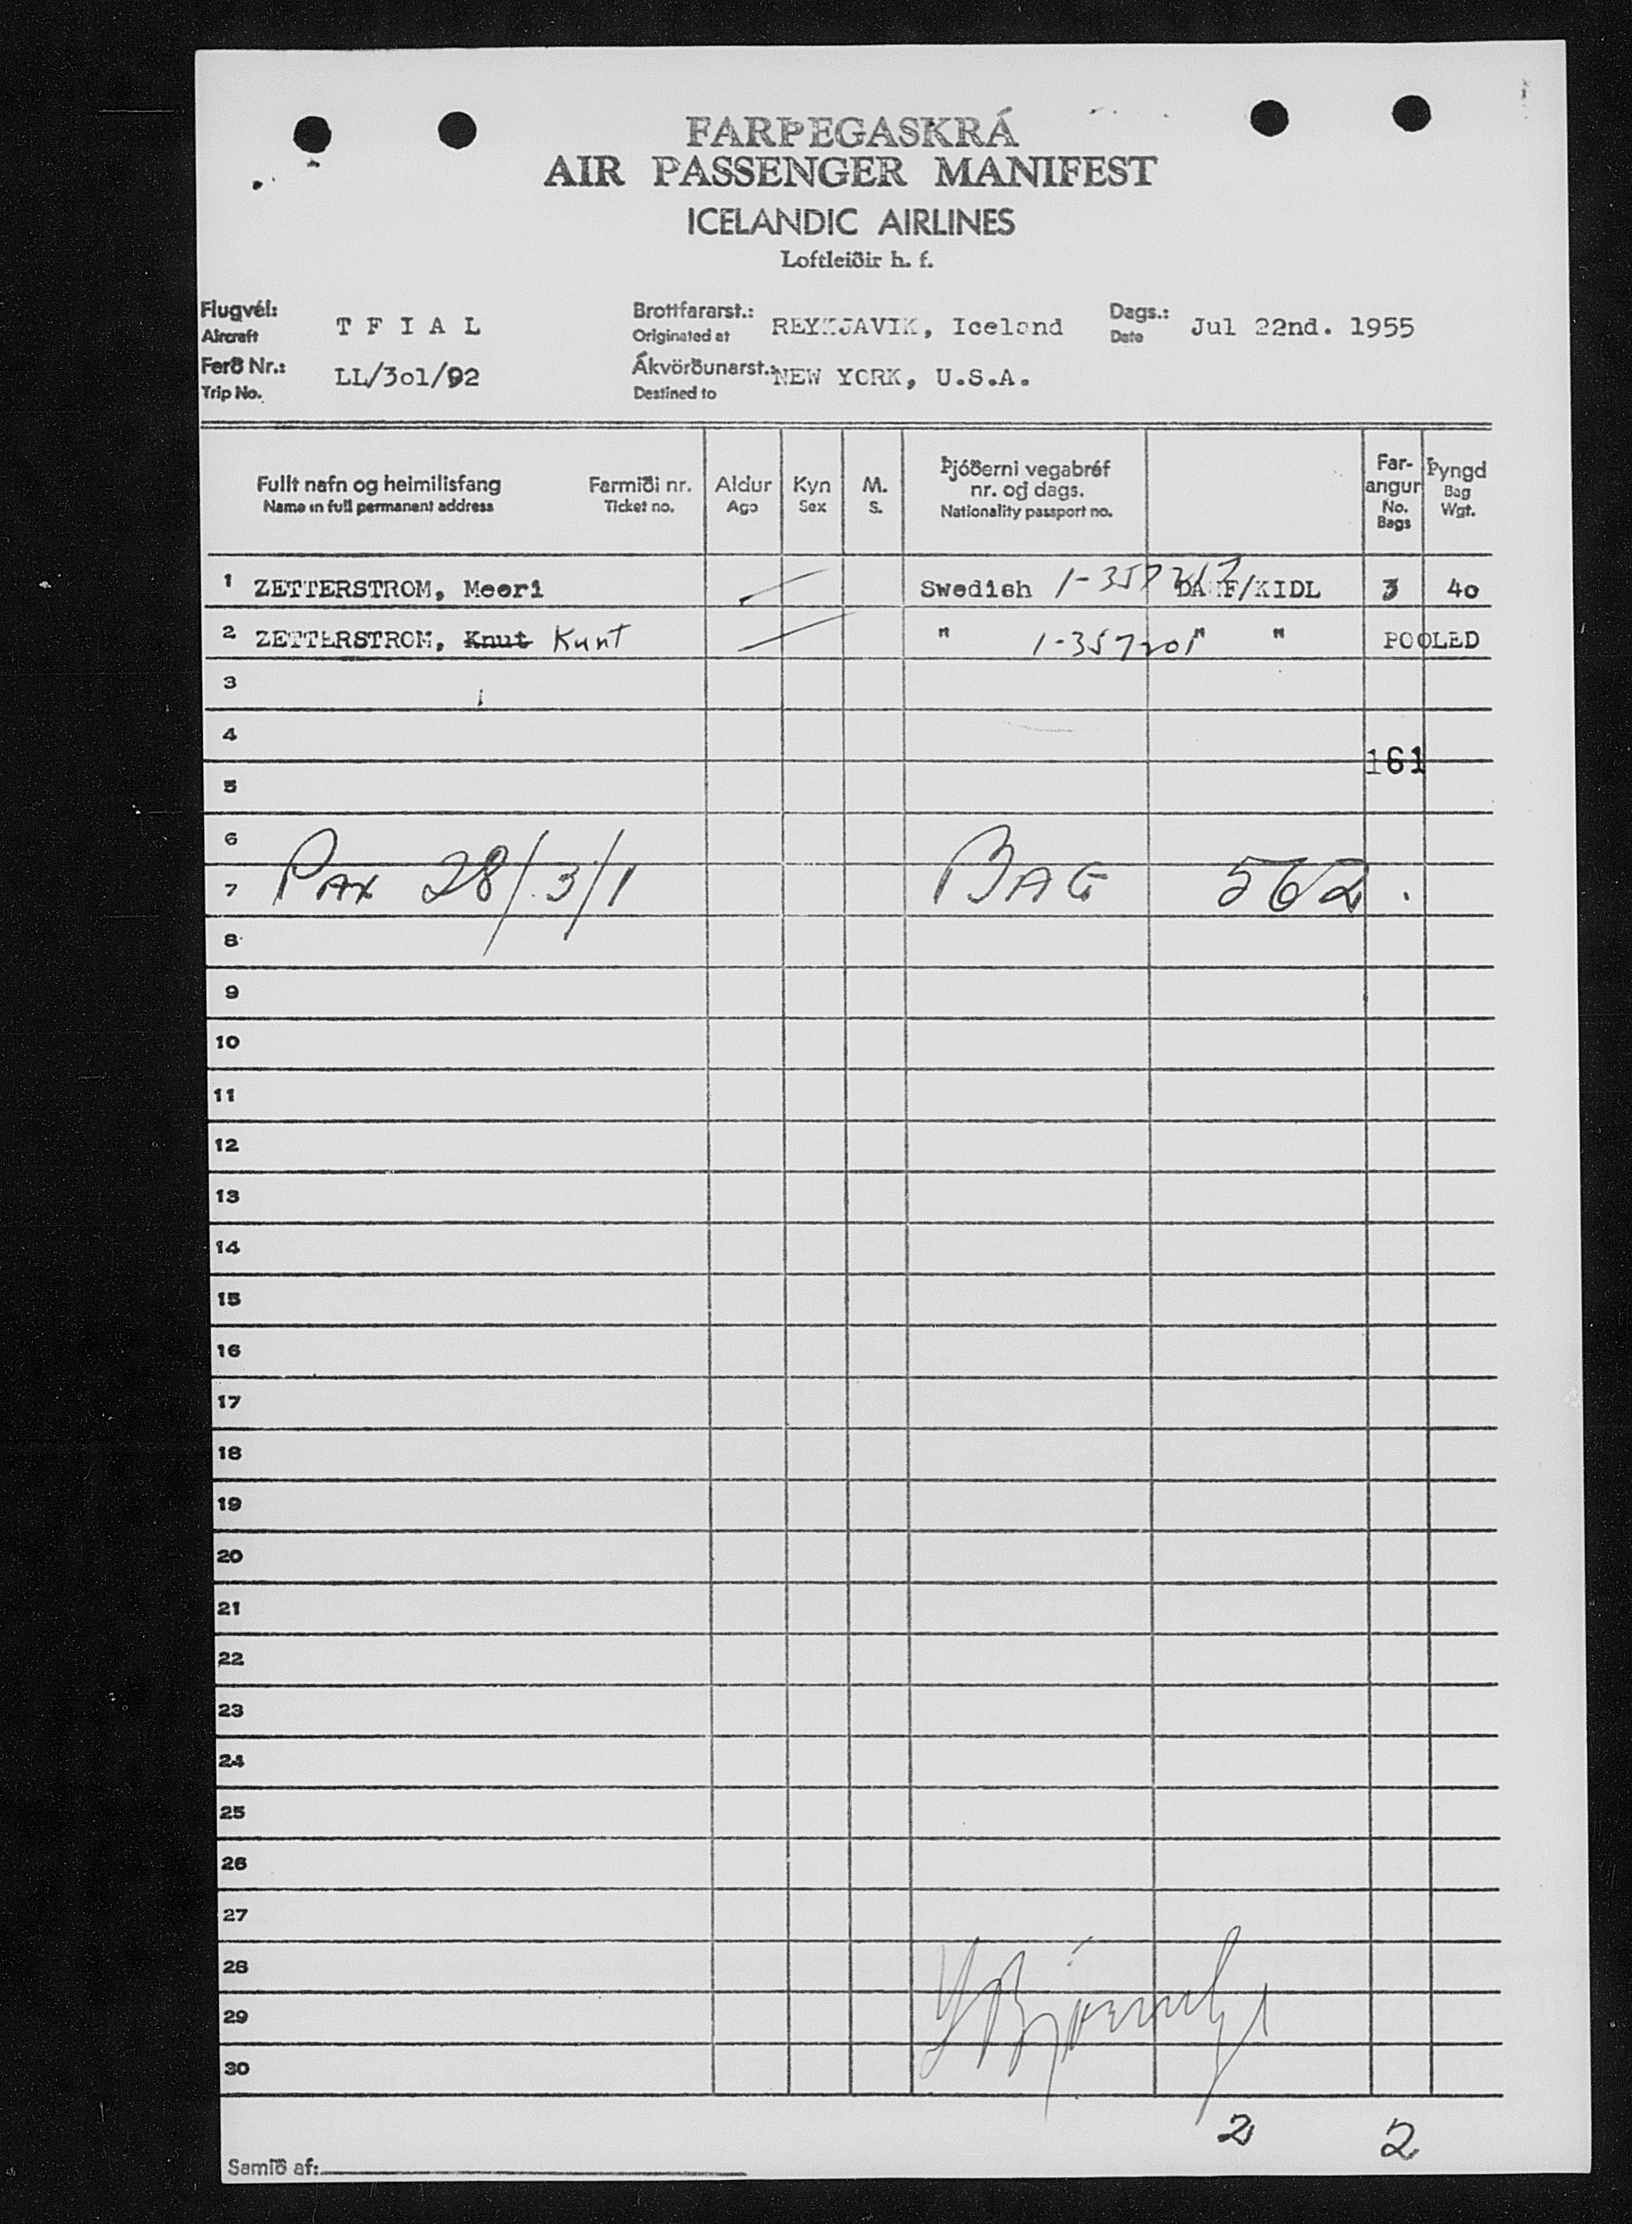 FARÞEGASKRÁ
AIR PASSENGER MANIFEST
ICELANDIC AIRLINES
Loftleiðir h. f.
Flugvél: T F I A L Brottfararst.: REYKJAVIK, Iceland Dags.: Jul 22nd. 1955
Aircraft Originated at Date
Ferð Nr.: LL/3o1/92 Ákvörðunarst.: NEW YORK, U.S.A.
Trip No. Destined to
Fullt nafn og heimilisfang Farmiði nr. Aldur Kyn M. Þjóðerni vegabréf nr. og dags. Far-angur Þyngd
Name in full permanent address Ticket no. Age Sex S. Nationality passport no. No. Bags Bag Wgt.
1 ZETTERSTROM, Meeri Swedish /KIDL 3 4o
2 ZETTERSTROM, Knut Kunt " 1-357201 " " POOLED
3
4
161
5
6
7 PAX 28/3/1 BAG 562.
8
9
10
11
12
13
14
15
16
17
18
19
20
21
22
23
24
25
26
27
28
29
30
2 2
Samið af: